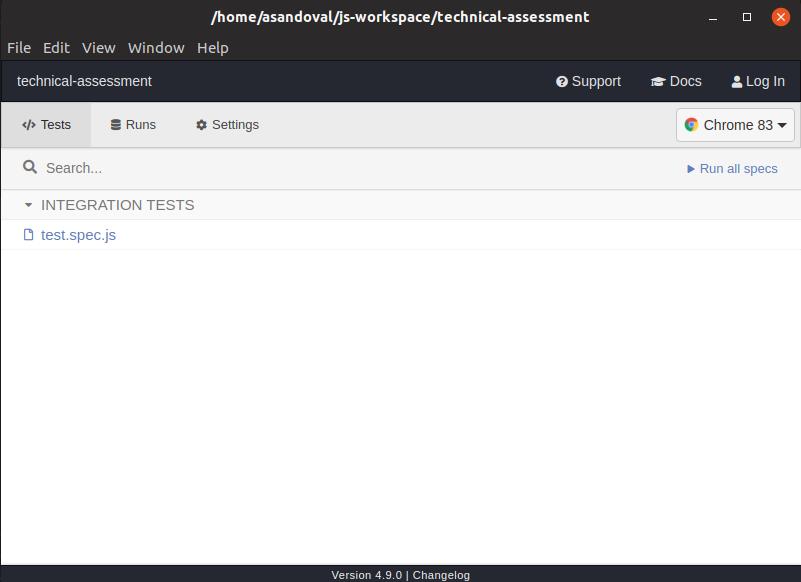 /home/asandoval/js-workspace/technical-assessment
File Edit View Window Help
technical-assessment Support Docs Log In
Tests Runs Settings Chrome 83
Search... Run all specs
INTEGRATION TESTS
test.spec.js
Version 4.9.0 | Changelog